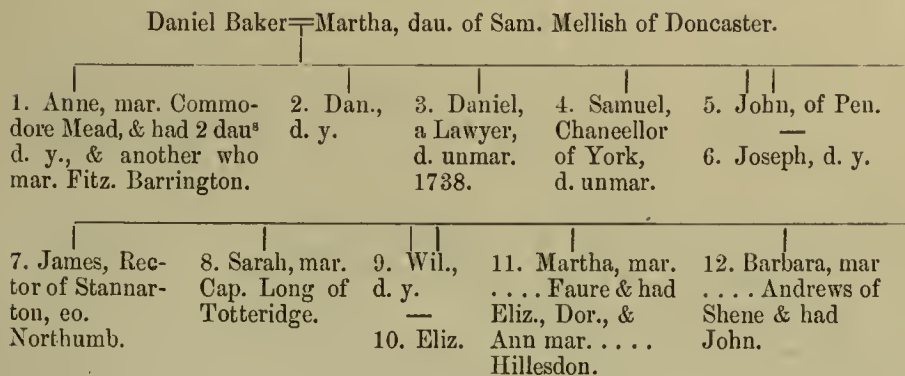 Daniel Baker=Martha, dau. of Sam. Mellish of Doncaster.
1. Anne, mar. Commo-
dore Mead, & had 2 dauˢ
d. y., & another who
mar. Fitz. Barrington.
2. Dan.,
d. y.
3. Daniel,
a Lawyer,
d. unmar.
1738.
4. Samuel,
Chancellor
of York,
d. unmar.
5. John, of Pen.
—
6. Joseph, d. y.
7. James, Rec-
tor of Stannar-
ton, co.
Northumb.
8. Sarah, mar.
Cap. Long of
Totteridge.
9. Wil.,
d. y.
—
10. Eliz.
11. Martha, mar.
. . . . Faure & had
Eliz., Dor., &
Ann mar. . . . .
Hillesdon.
12. Barbara, mar
. . . . Andrews of
Shene & had
John.